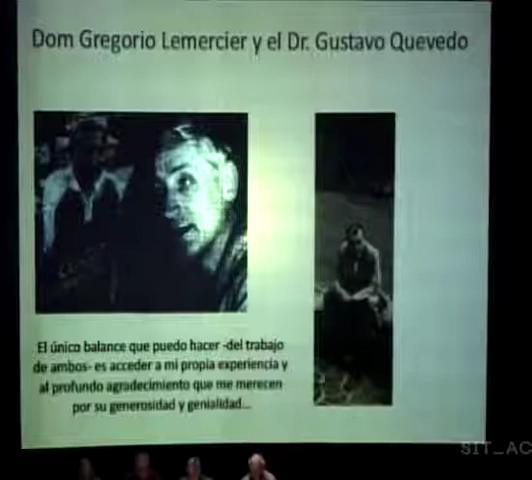 Dom Gregorio Lemercier y el Dr. Gustavo Quevedo
El único balance que puedo hacer -del trabajo
de ambos- es acceder a mi propia experiencia y
al profundo agradecimiento que me merecen
por su generosidad y genialidad...
SIT_AC